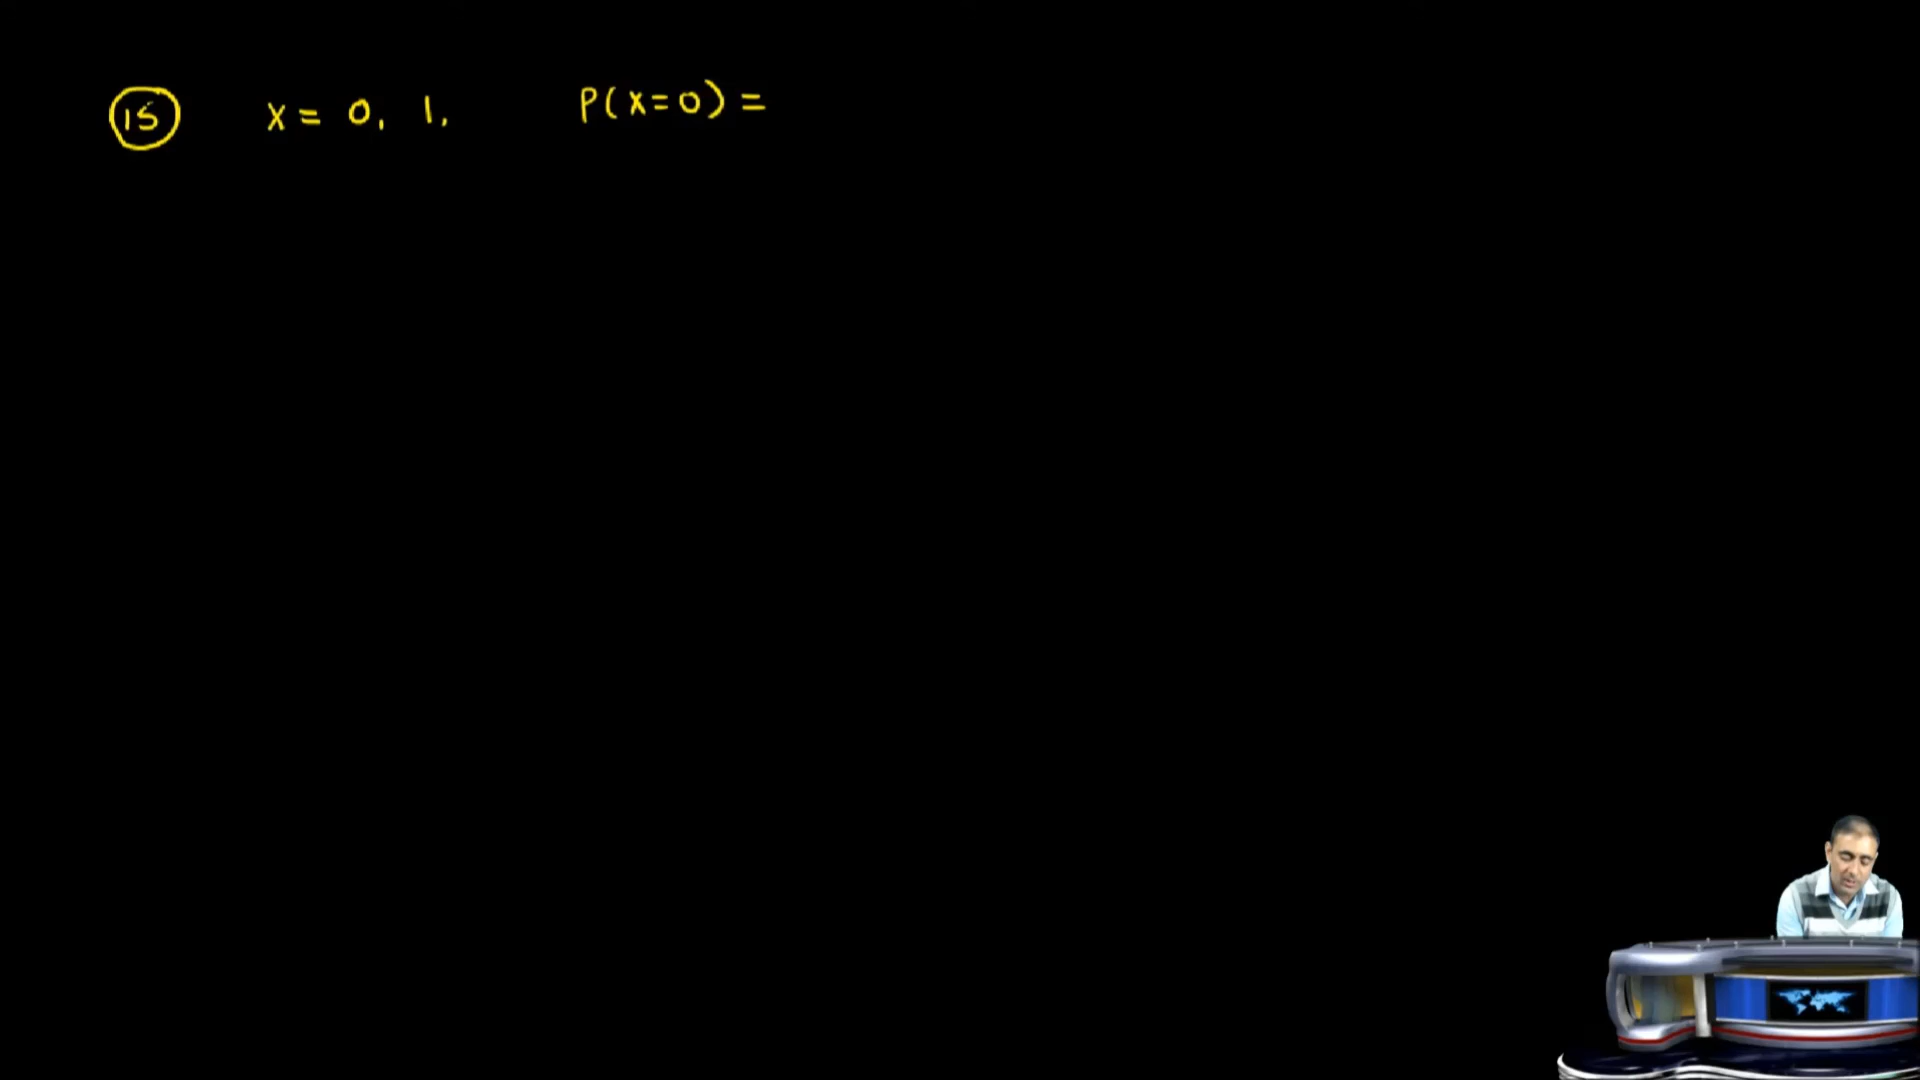 15 x = 0, 1, P(x=0) =